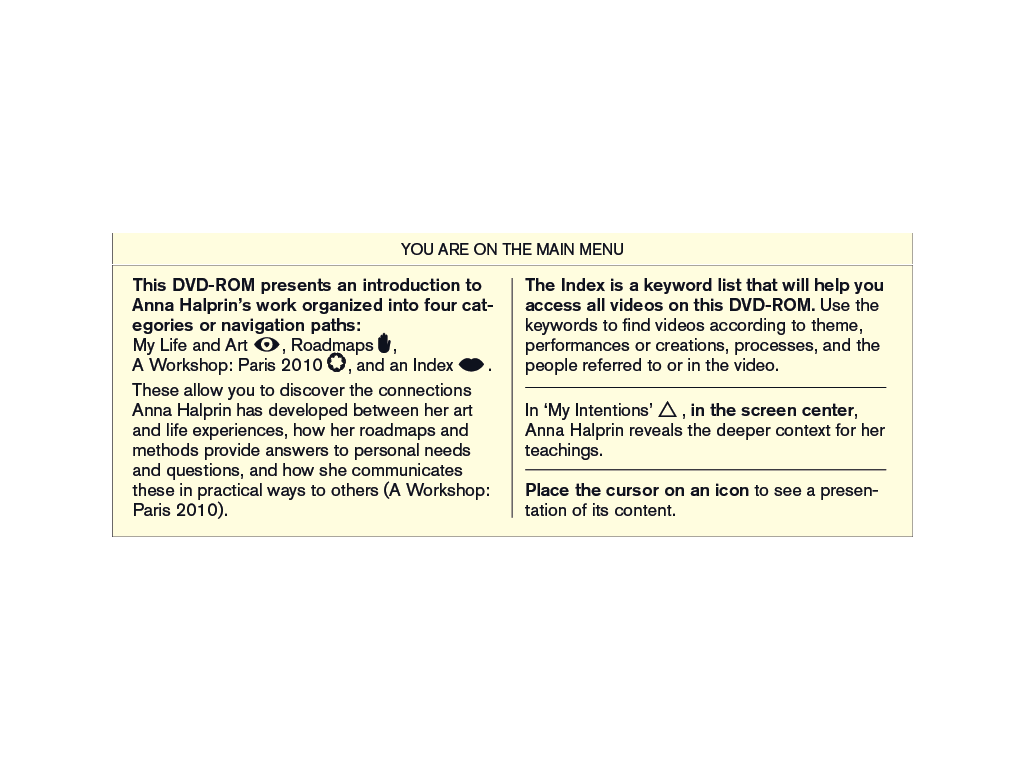 YOU ARE ON THE MAIN MENU
This DVD-ROM presents an introduction to
Anna Halprin’s work organized into four cat-
egories or navigation paths:
My Life and Art , Roadmaps ,
A Workshop: Paris 2010 , and an Index .
These allow you to discover the connections
Anna Halprin has developed between her art
and life experiences, how her roadmaps and
methods provide answers to personal needs
and questions, and how she communicates
these in practical ways to others (A Workshop:
Paris 2010).
The Index is a keyword list that will help you
access all videos on this DVD-ROM. Use the
keywords to find videos according to theme,
performances or creations, processes, and the
people referred to or in the video.
In ‘My Intentions’ , in the screen center,
Anna Halprin reveals the deeper context for her
teachings.
Place the cursor on an icon to see a presen-
tation of its content.